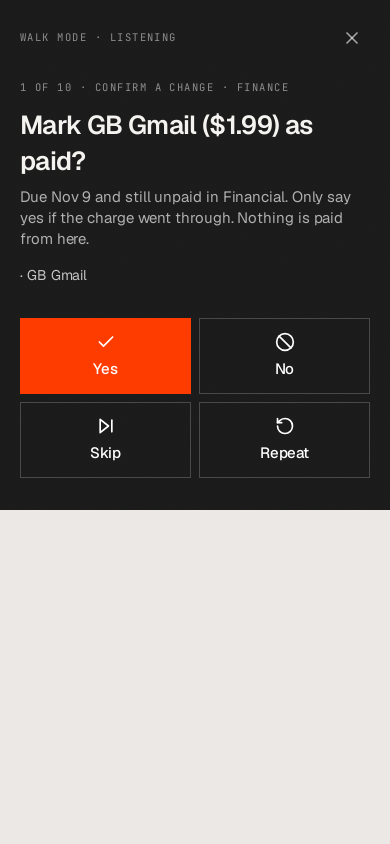 WALK MODE · LISTENING
1 OF 10 · CONFIRM A CHANGE · FINANCE
Mark GB Gmail ($1.99) as
paid?
Due Nov 9 and still unpaid in Financial. Only say
yes if the charge went through. Nothing is paid
from here.
· GB Gmail
Yes
No
Skip
Repeat